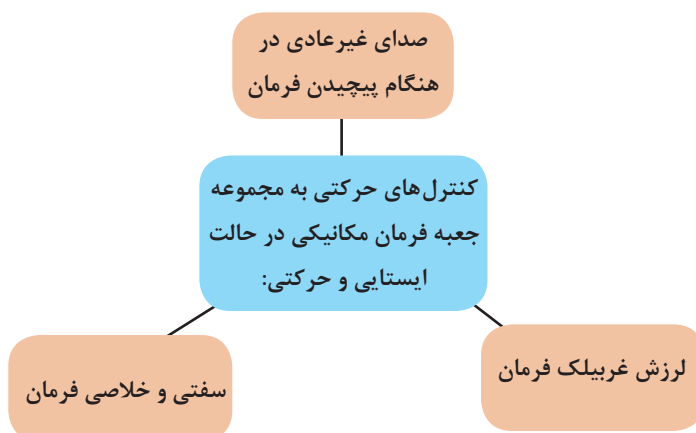 صدای غیرعادی در
هنگام پیچیدن فرمان
کنترل‌های حرکتی به مجموعه
جعبه فرمان مکانیکی در حالت
ایستایی و حرکتی:
لرزش غربیلک فرمان
سفتی و خلاصی فرمان